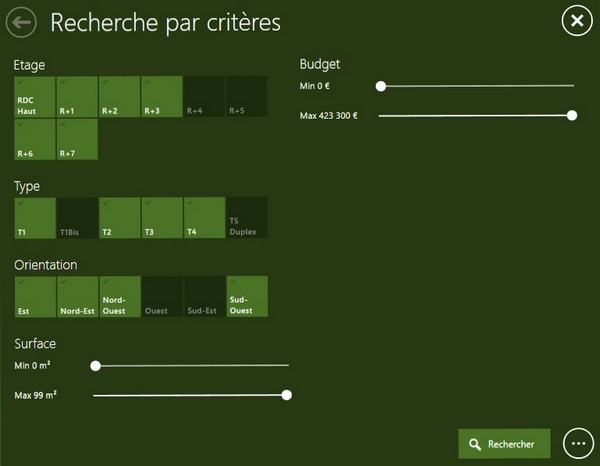 Recherche par critères
Etage
RDC
Haut
R+1
R+2
R+3
R+4
R+5
R+6
R+7
Type
T1
T1Bis
T2
T3
T4
T5
Duplex
Orientation
Est
Nord-Est
Nord-
Ouest
Ouest
Sud-Est
Sud-
Ouest
Surface
Min 0 m²
Max 99 m²
Budget
Min 0 €
Max 423 300 €
Rechercher